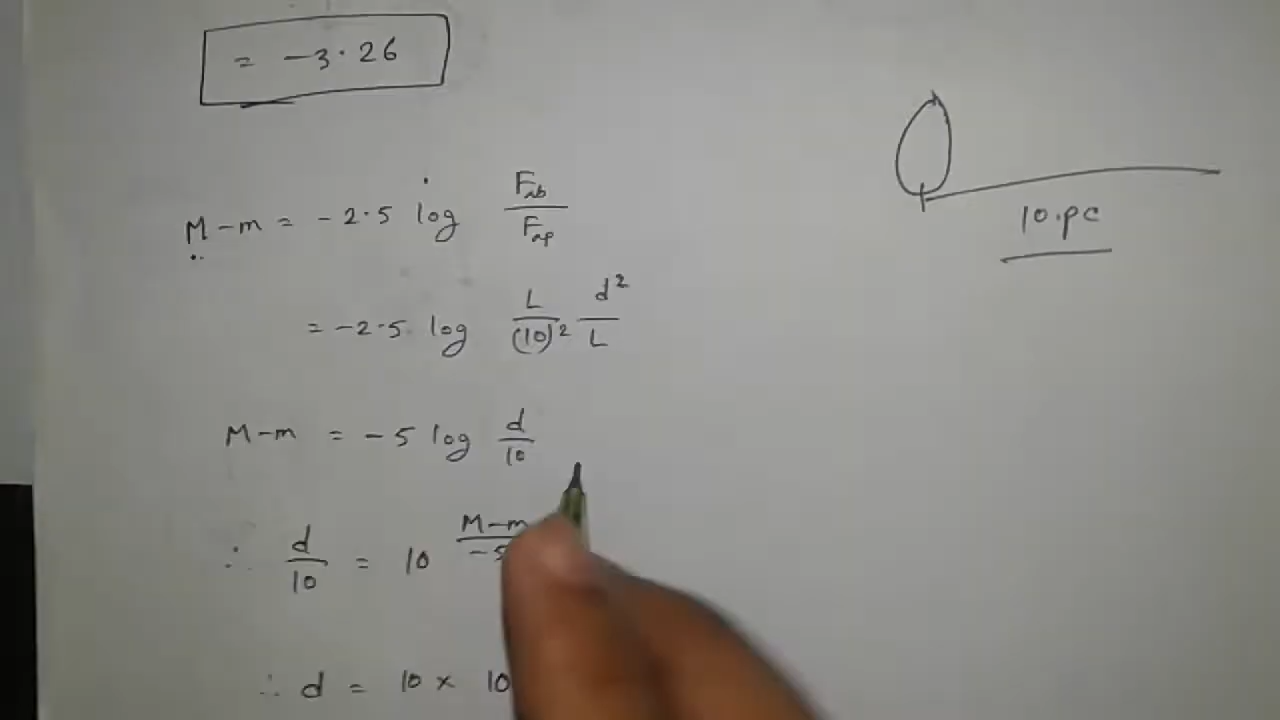 = -3.26
M-m = -2.5 log F_ab/F_ap
10.pc
= -2.5 log L/(10)² d²/L
M-m = -5 log d/10
∴ d/10 = 10^(M-m/-5
∴ d = 10 × 10